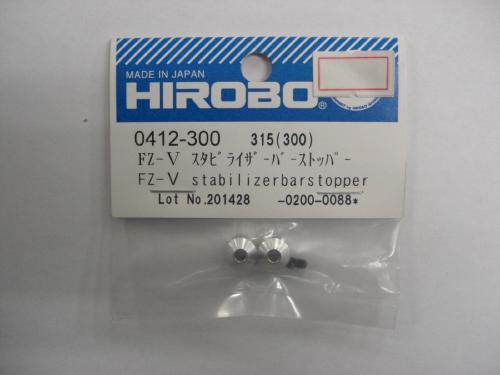 MADE IN JAPAN
HIROBO®
0412-300 315(300)
FZ-V ｽﾀﾋﾞﾗｲｻﾞｰﾊﾞｰｽﾄｯﾊﾟｰ
FZ-V stabilizerbarstopper
Lot No.201428 -0200-0088*